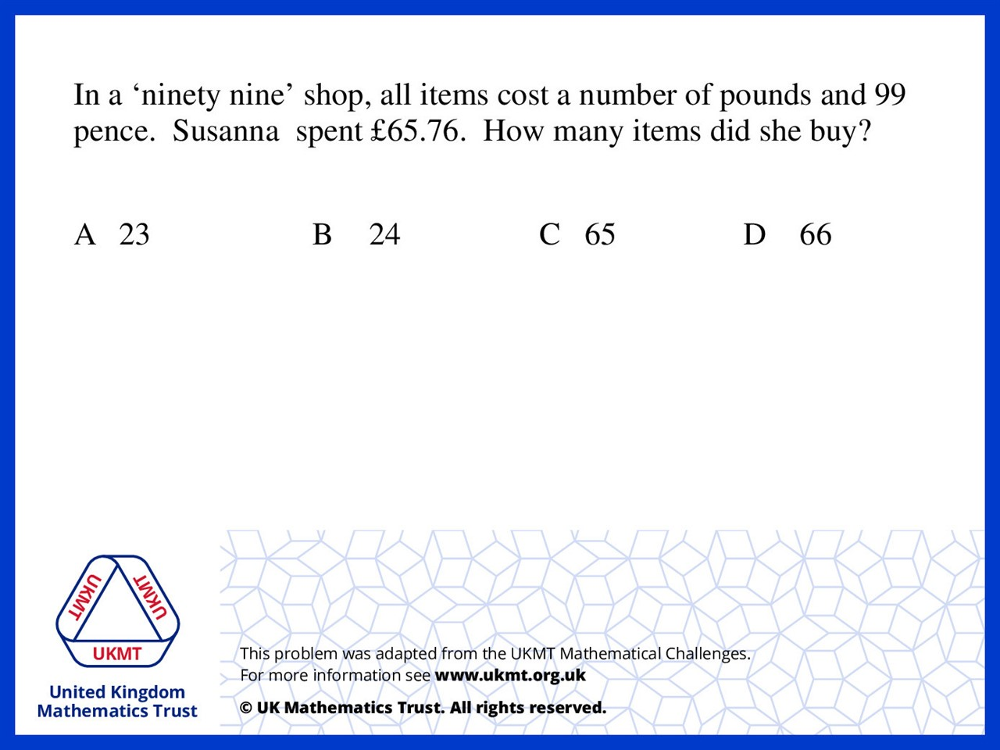 In a ‘ninety nine’ shop, all items cost a number of pounds and 99
pence. Susanna spent £65.76. How many items did she buy?
A 23 B 24 C 65 D 66
UKMT
UKMT
UKMT
United Kingdom
Mathematics Trust
This problem was adapted from the UKMT Mathematical Challenges.
For more information see www.ukmt.org.uk
© UK Mathematics Trust. All rights reserved.